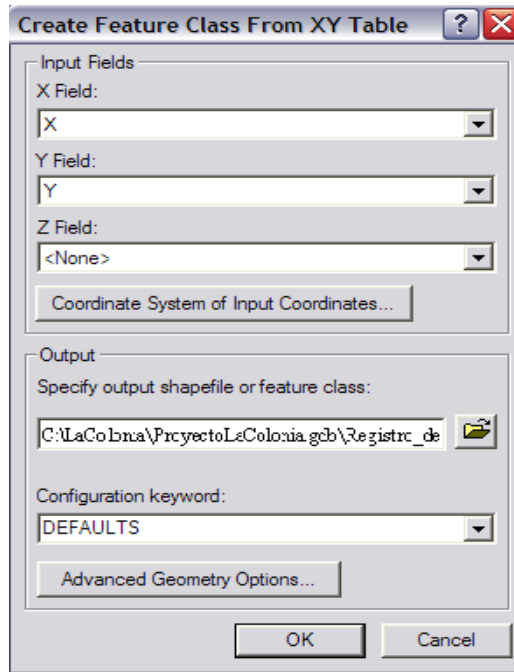 Create Feature Class From XY Table
Input Fields
X Field:
X
Y Field:
Y
Z Field:
<None>
Coordinate System of Input Coordinates...
Output
Specify output shapefile or feature class:
C:\LaColonia\ProyectoLaColonia.gdb\Registro_de
Configuration keyword:
DEFAULTS
Advanced Geometry Options...
OK
Cancel